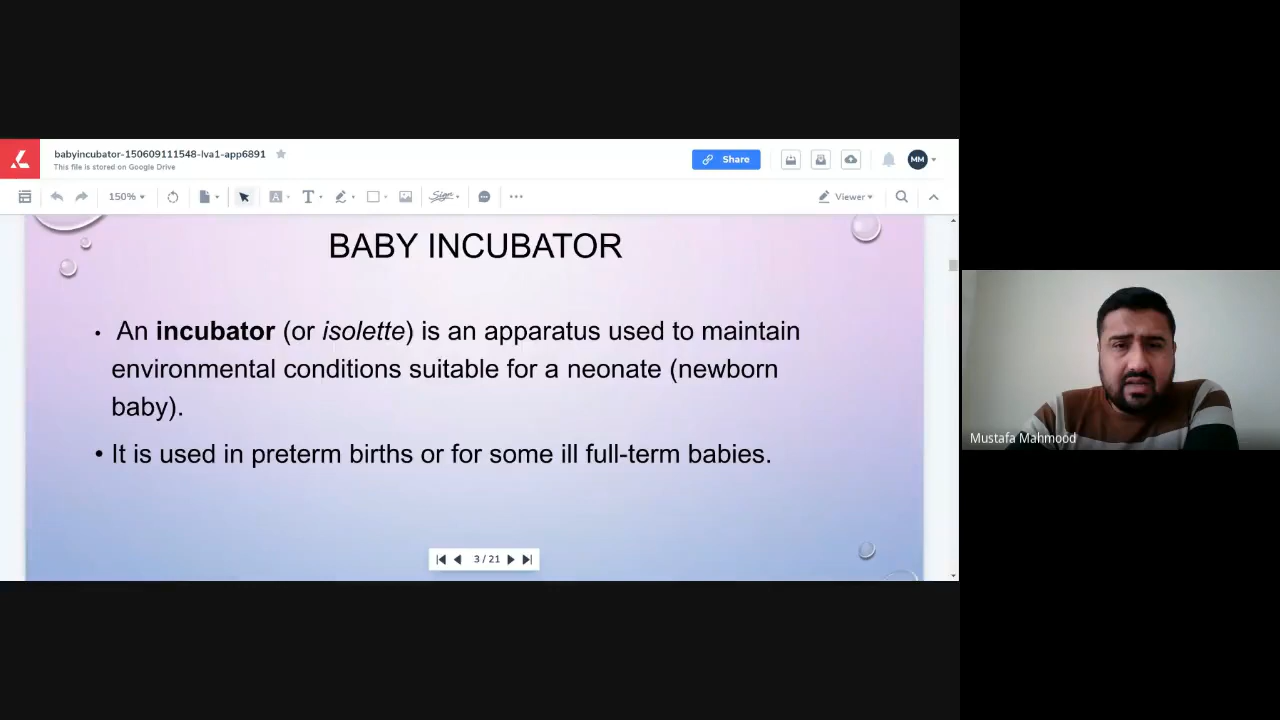 babyincubator-150609111548-lva1-app6891
This file is stored on Google Drive
Share
MM
150%
T
A
Sign
Viewer
BABY INCUBATOR
• An incubator (or isolette) is an apparatus used to maintain
environmental conditions suitable for a neonate (newborn
baby).
• It is used in preterm births or for some ill full-term babies.
3 / 21
Mustafa Mahmood